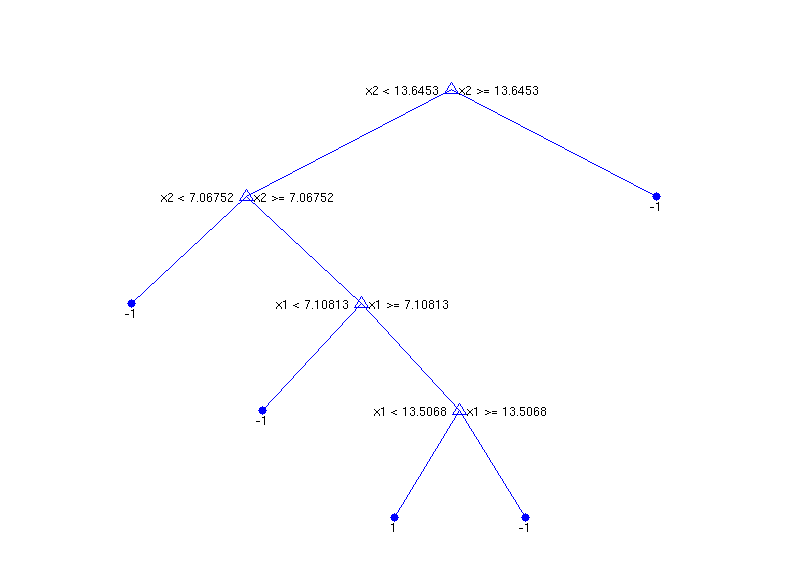 x2 < 13.6453 x2 >= 13.6453
x2 < 7.06752 x2 >= 7.06752
-1
x1 < 7.10813 x1 >= 7.10813
-1
x1 < 13.5068 x1 >= 13.5068
-1
1
-1